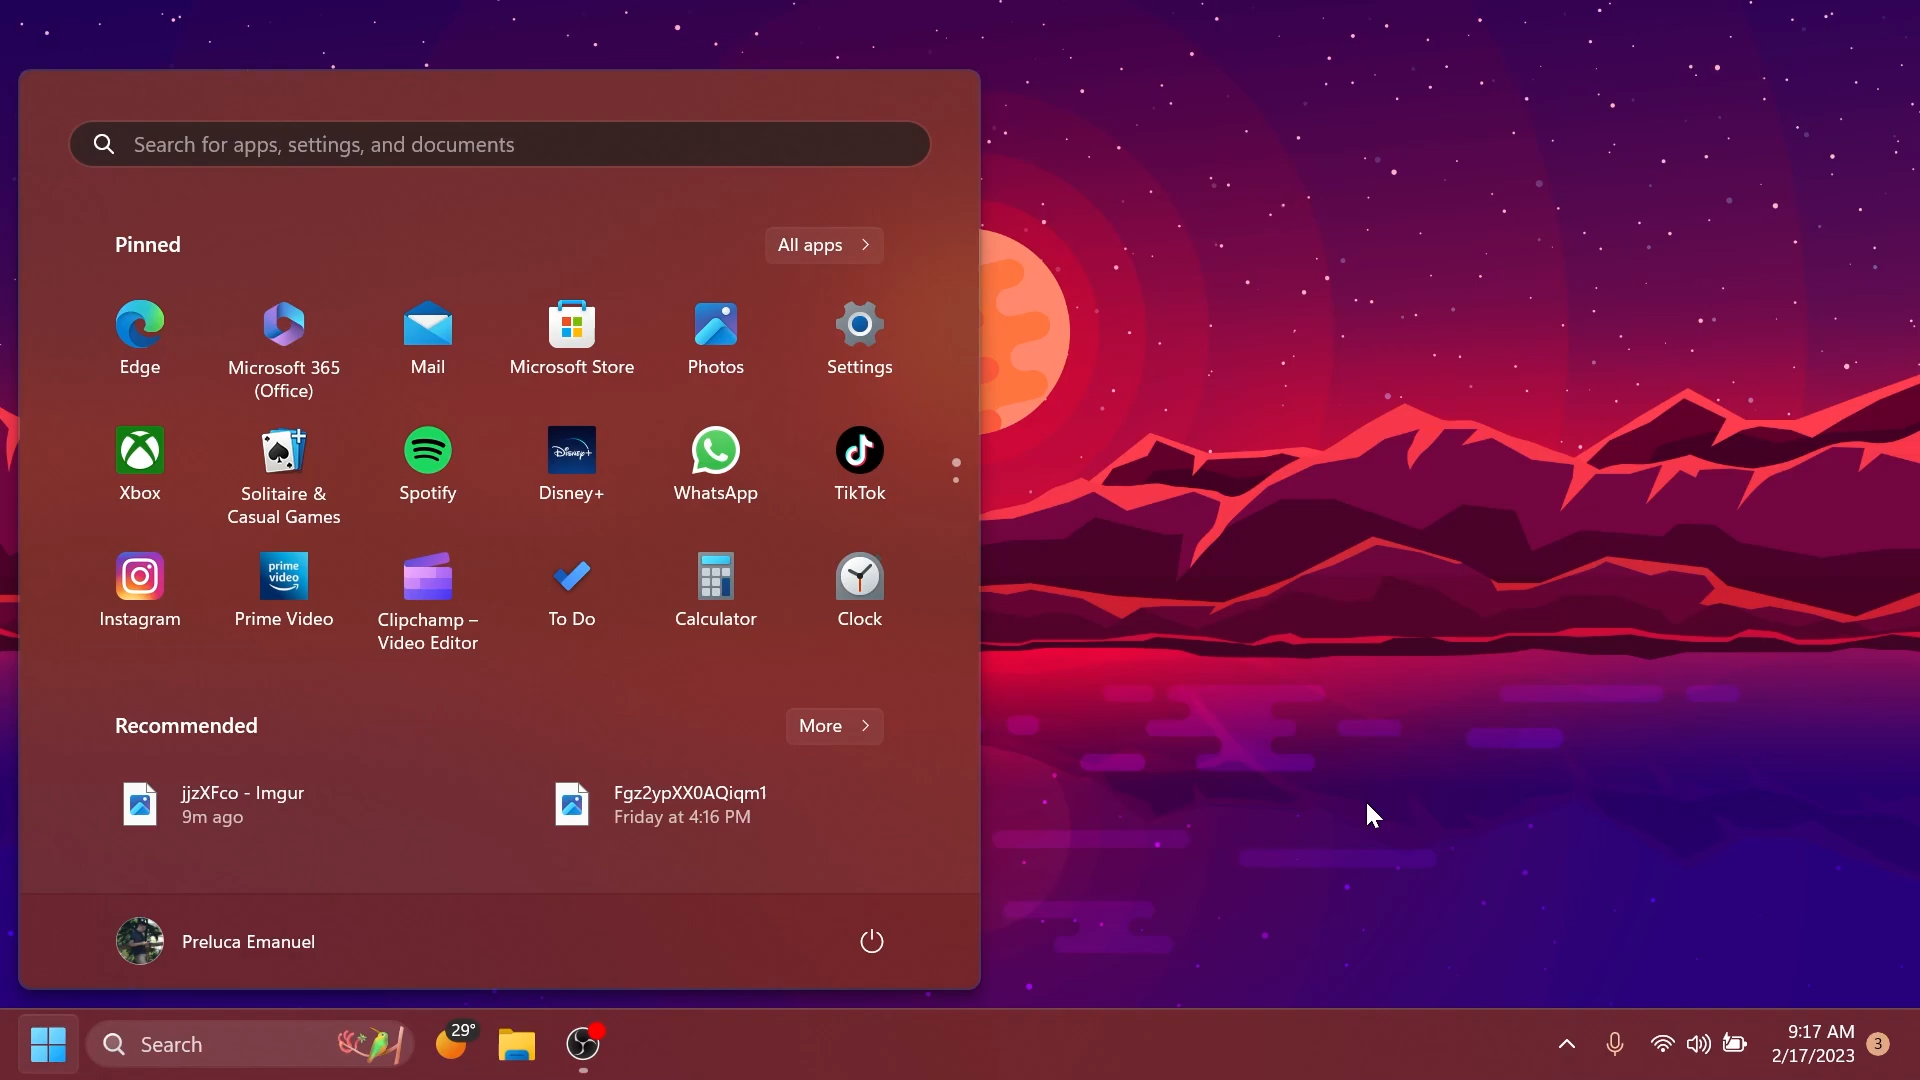 Search for apps, settings, and documents
Pinned
All apps
Edge
Microsoft 365
(Office)
Mail
Microsoft Store
Photos
Settings
Xbox
Solitaire &
Casual Games
Spotify
Disney+
Disney+
WhatsApp
TikTok
prime
video
Instagram
Prime Video
Clipchamp –
Video Editor
To Do
Calculator
Clock
Recommended
More
jjzXFco - Imgur
9m ago
Fgz2ypXX0AQiqm1
Friday at 4:16 PM
Preluca Emanuel
Search
29°
9:17 AM
2/17/2023
3